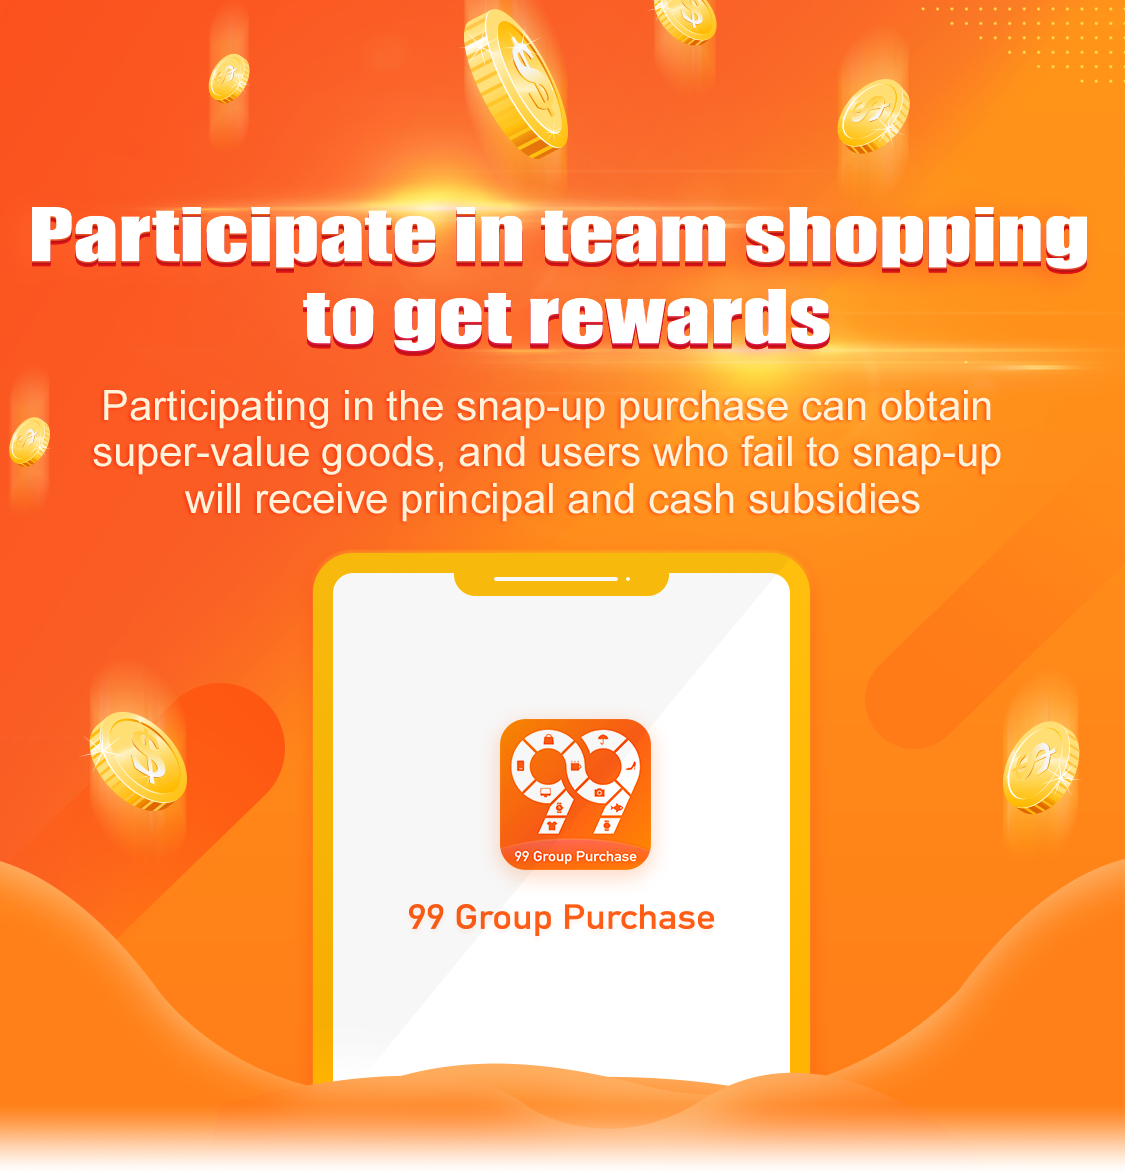 Participate in team shopping
to get rewards
Participating in the snap-up purchase can obtain
super-value goods, and users who fail to snap-up
will receive principal and cash subsidies
99
99 Group Purchase
99 Group Purchase